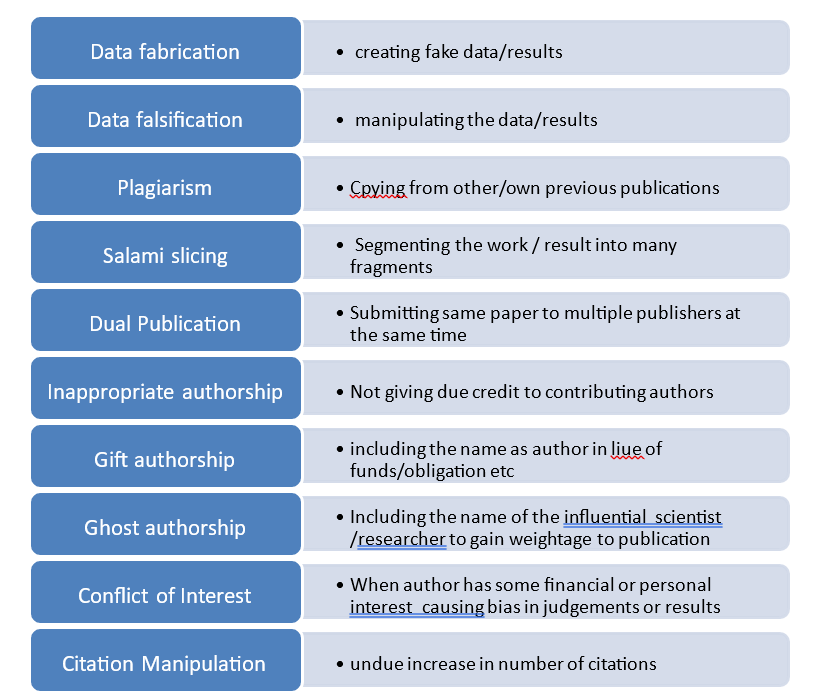 Data fabrication
• creating fake data/results
Data falsification
• manipulating the data/results
Plagiarism
• Cpying from other/own previous publications
Salami slicing
• Segmenting the work / result into many
fragments
Dual Publication
• Submitting same paper to multiple publishers at
the same time
Inappropriate authorship
• Not giving due credit to contributing authors
Gift authorship
• including the name as author in liue of
funds/obligation etc
Ghost authorship
• Including the name of the influential scientist
/researcher to gain weightage to publication
Conflict of Interest
• When author has some financial or personal
interest causing bias in judgements or results
Citation Manipulation
• undue increase in number of citations